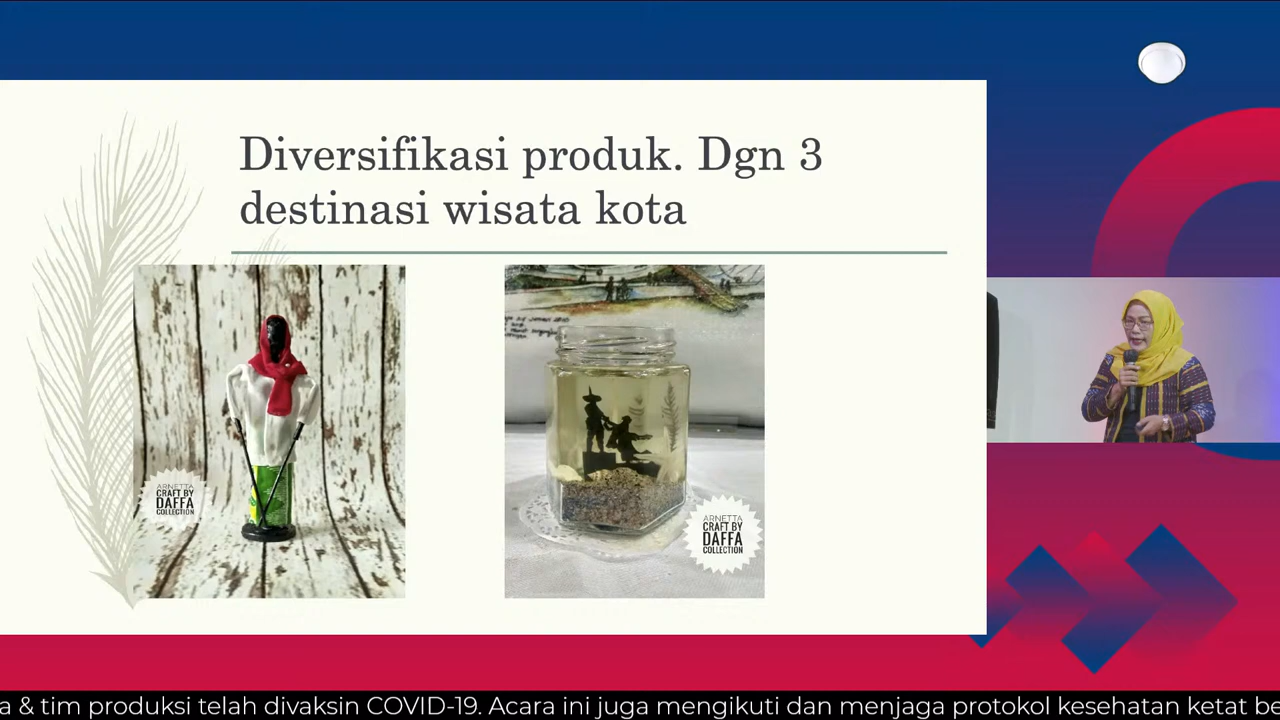 Diversifikasi produk. Dgn 3
destinasi wisata kota
ARNETTA
CRAFT BY
DAFFA
COLLECTION
ARNETTA
CRAFT BY
DAFFA
COLLECTION
a & tim produksi telah divaksin COVID-19. Acara ini juga mengikuti dan menjaga protokol kesehatan ketat be